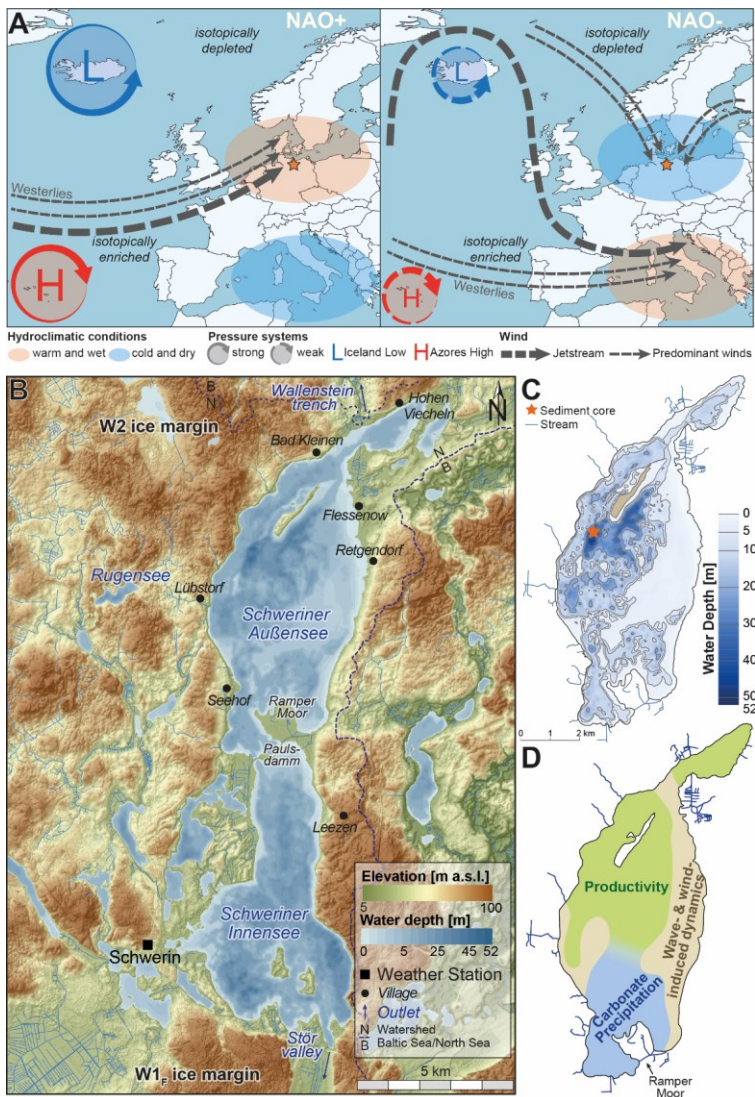 A
NAO+
isotopically
depleted
L
Westerlies
isotopically
enriched
H
NAO-
isotopically
depleted
L
Westerlies
isotopically
enriched
H
Hydroclimatic conditions
warm and wet
cold and dry
Pressure systems
strong
weak
L Iceland Low
H Azores High
Wind
Jetstream
Predominant winds
B
W2 ice margin
B
N
Wallenstein
trench
Hohen
Viecheln
N
Bad Kleinen
N
B
Flessenow
Retgendorf
Rugensee
Lübstorf
Schweriner
Außensee
Seehof
Ramper
Moor
Pauls-
damm
Leezen
Schweriner
Innensee
Schwerin
Stör
valley
W1F ice margin
Elevation [m a.s.l.]
5
100
Water depth [m]
0
5
25
45
52
Weather Station
Village
Outlet
N Watershed
B Baltic Sea/North Sea
5 km
C
Sediment core
Stream
0
5
10
20
30
40
50
52
Water Depth [m]
0
1
2 km
D
Productivity
Wave- & wind-
induced dynamics
Carbonate
Precipitation
Ramper
Moor